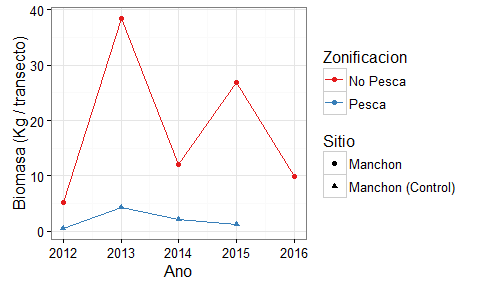 40
30
20
10
0
Biomasa (Kg / transecto)
2012 2013 2014 2015 2016
Ano
Zonificacion
No Pesca
Pesca
Sitio
Manchon
Manchon (Control)